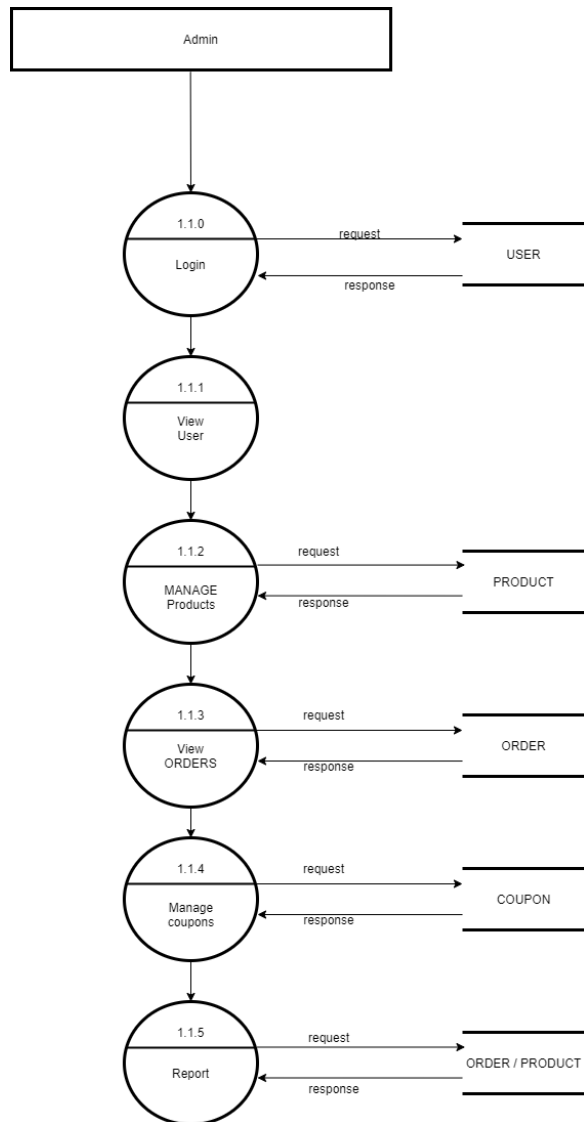 Admin
1.1.0
request
Login
USER
response
1.1.1
View
User
1.1.2
request
MANAGE
Products
PRODUCT
response
1.1.3
request
View
ORDERS
ORDER
response
1.1.4
request
Manage
coupons
COUPON
response
1.1.5
request
Report
ORDER / PRODUCT
response